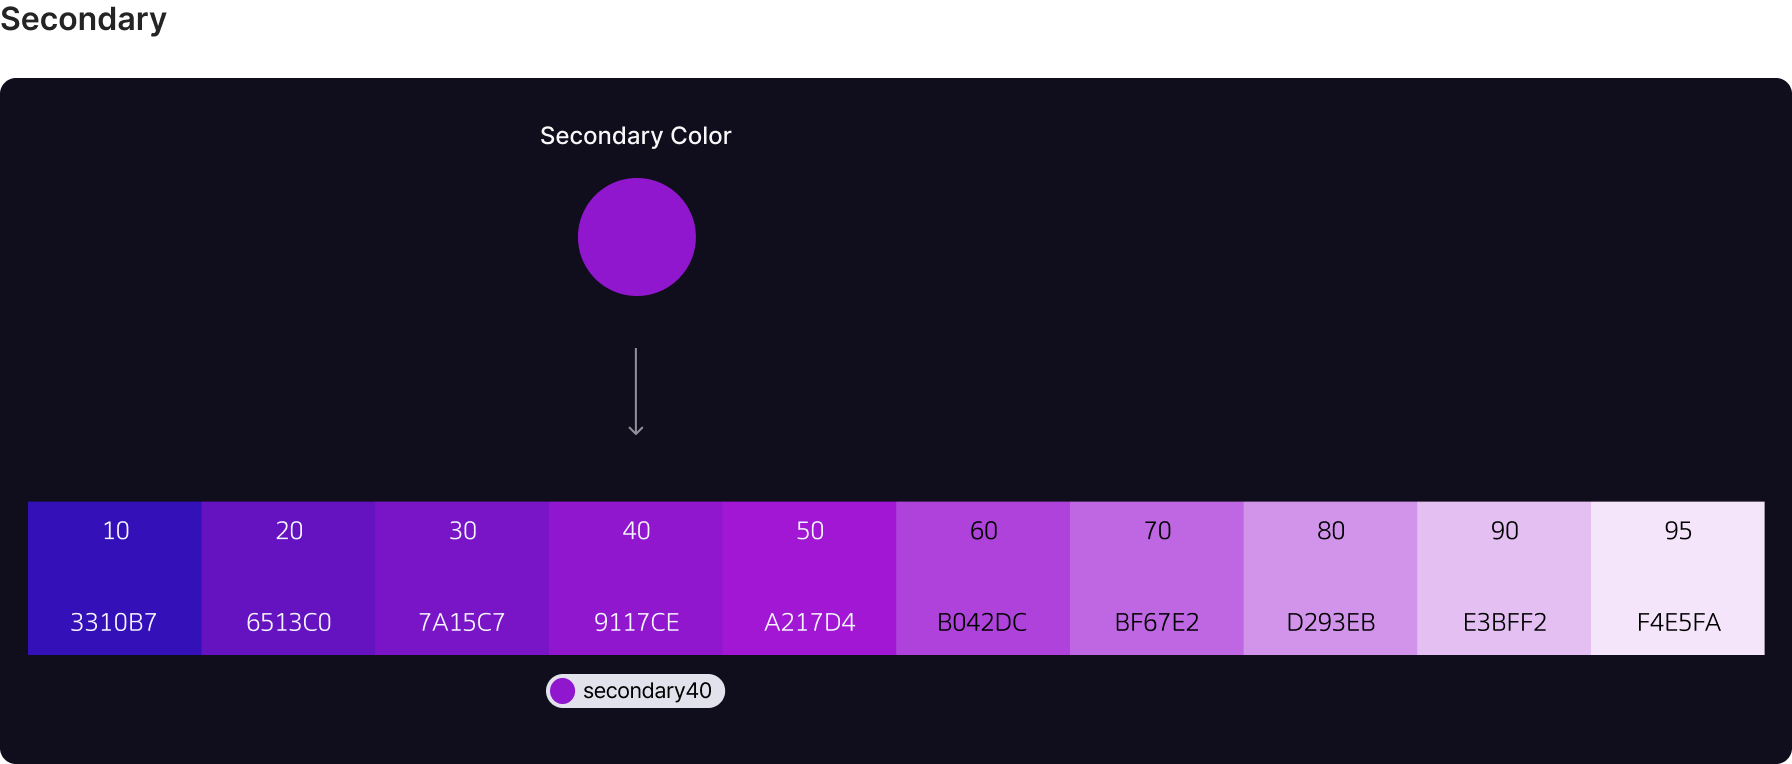 Secondary
Secondary Color
10 20 30 40 50 60 70 80 90 95
3310B7 6513C0 7A15C7 9117CE A217D4 B042DC BF67E2 D293EB E3BFF2 F4E5FA
secondary40